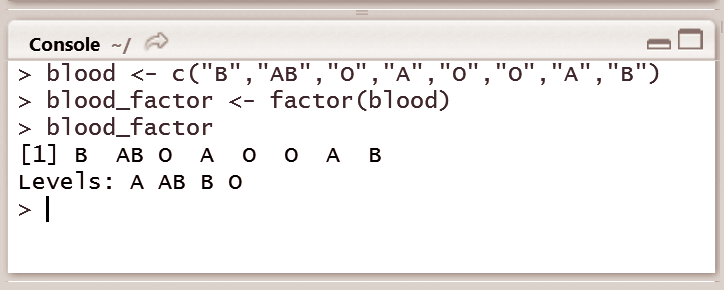 Console ~/
> blood <- c("B","AB","O","A","O","O","A","B")
> blood_factor <- factor(blood)
> blood_factor
[1] B  AB O  A  O  O  A  B
Levels: A AB B O
>